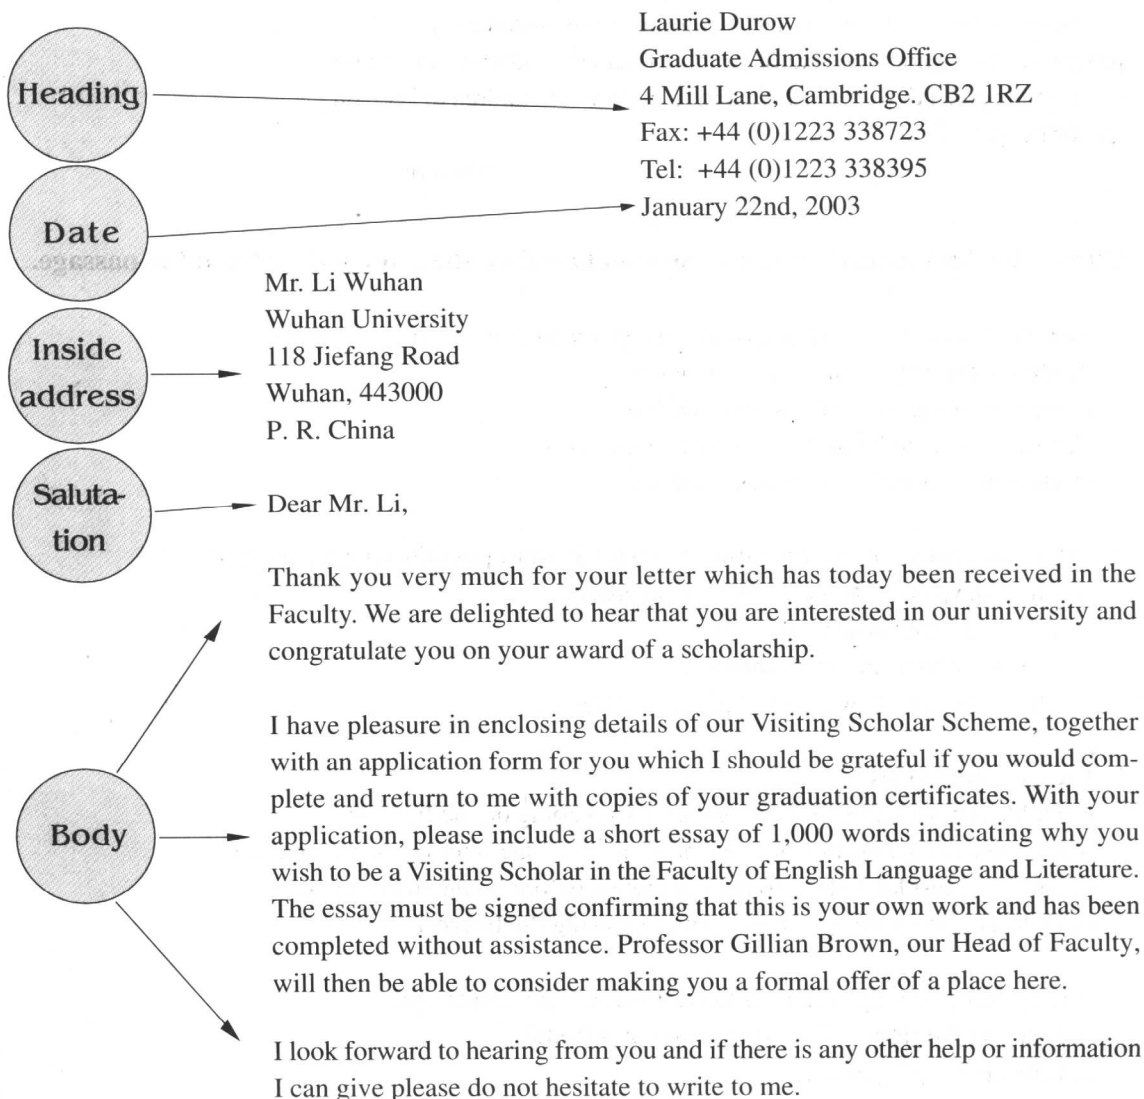 Laurie Durow
Graduate Admissions Office
Heading
4 Mill Lane, Cambridge. CB2 1RZ
Fax: +44 (0)1223 338723
Tel: +44 (0)1223 338395
Date
January 22nd, 2003
Mr. Li Wuhan
Wuhan University
Inside
address
118 Jiefang Road
Wuhan, 443000
P. R. China
Saluta-
tion
Dear Mr. Li,
Thank you very much for your letter which has today been received in the
Faculty. We are delighted to hear that you are interested in our university and
congratulate you on your award of a scholarship.
I have pleasure in enclosing details of our Visiting Scholar Scheme, together
with an application form for you which I should be grateful if you would com-
plete and return to me with copies of your graduation certificates. With your
Body
application, please include a short essay of 1,000 words indicating why you
wish to be a Visiting Scholar in the Faculty of English Language and Literature.
The essay must be signed confirming that this is your own work and has been
completed without assistance. Professor Gillian Brown, our Head of Faculty,
will then be able to consider making you a formal offer of a place here.
I look forward to hearing from you and if there is any other help or information
I can give please do not hesitate to write to me.